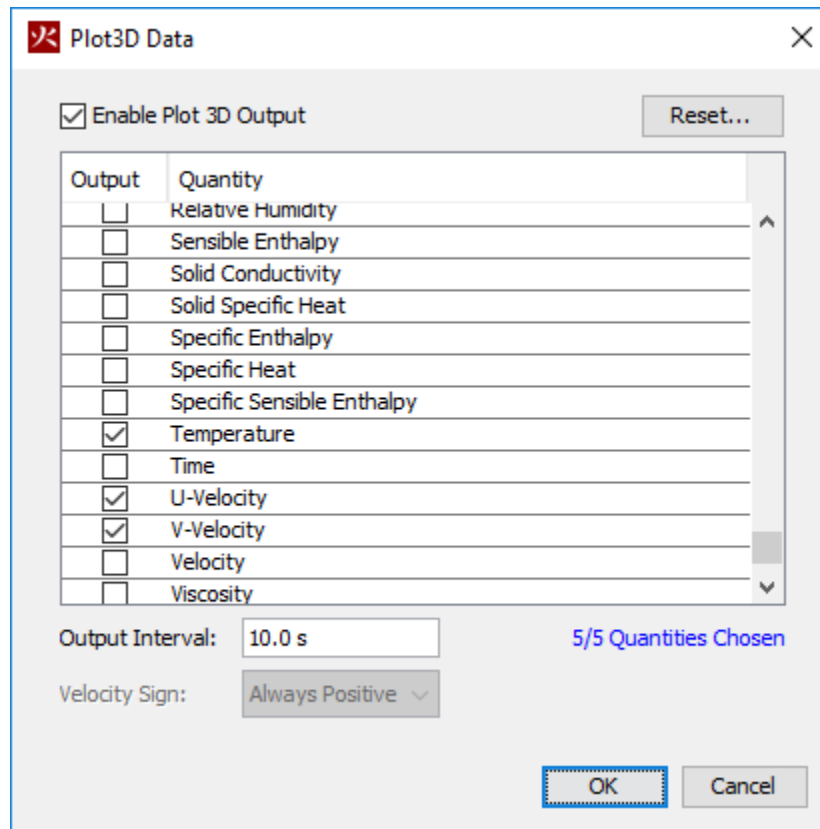 火 Plot3D Data
Enable Plot 3D Output Reset...
Output Quantity
Relative Humidity
Sensible Enthalpy
Solid Conductivity
Solid Specific Heat
Specific Enthalpy
Specific Heat
Specific Sensible Enthalpy
Temperature
Time
U-Velocity
V-Velocity
Velocity
Viscosity
Output Interval: 10.0 s 5/5 Quantities Chosen
Velocity Sign: Always Positive
OK Cancel